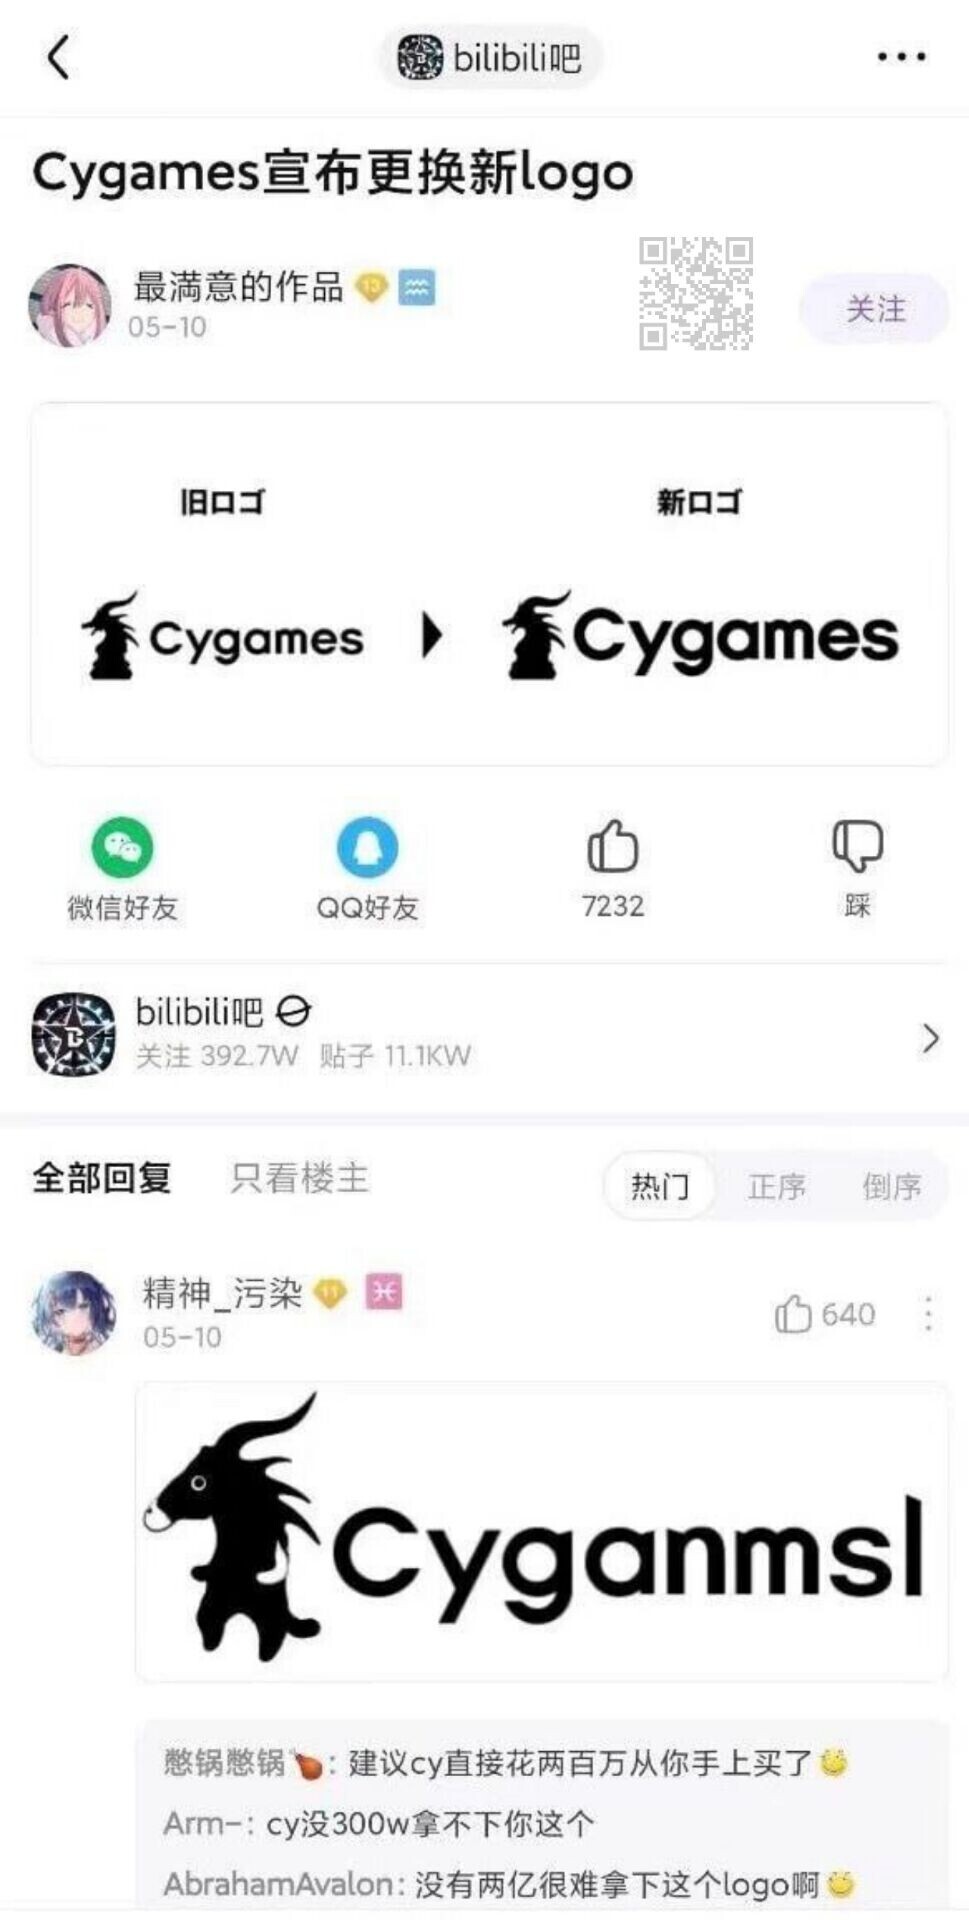 bilibili吧
Cygames宣布更换新logo
最满意的作品 13
05-10
关注
旧ロゴ
新ロゴ
Cygames
Cygames
微信好友
QQ好友
7232
踩
bilibili吧
关注 392.7W 贴子 11.1KW
全部回复
只看楼主
热门
正序
倒序
精神_污染 11
05-10
640
Cyganmsl
憋锅憋锅🍗: 建议cy直接花两百万从你手上买了
Arm-: cy没300w拿不下你这个
AbrahamAvalon: 没有两亿很难拿下这个logo啊